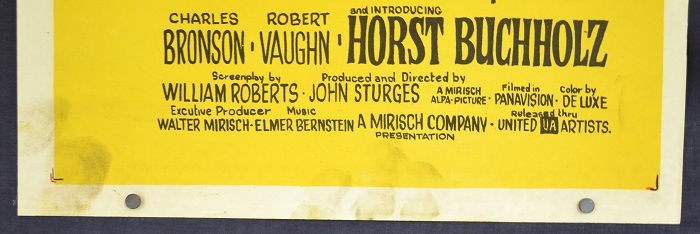 CHARLES BRONSON · ROBERT VAUGHN · and INTRODUCING HORST BUCHHOLZ
Screenplay by WILLIAM ROBERTS · Produced and Directed by JOHN STURGES A MIRISCH ALPA·PICTURE · Filmed in PANAVISION · Color by DE LUXE
Excutive Producer WALTER MIRISCH · Music ELMER BERNSTEIN A MIRISCH COMPANY PRESENTATION · Released thru UNITED UA ARTISTS.